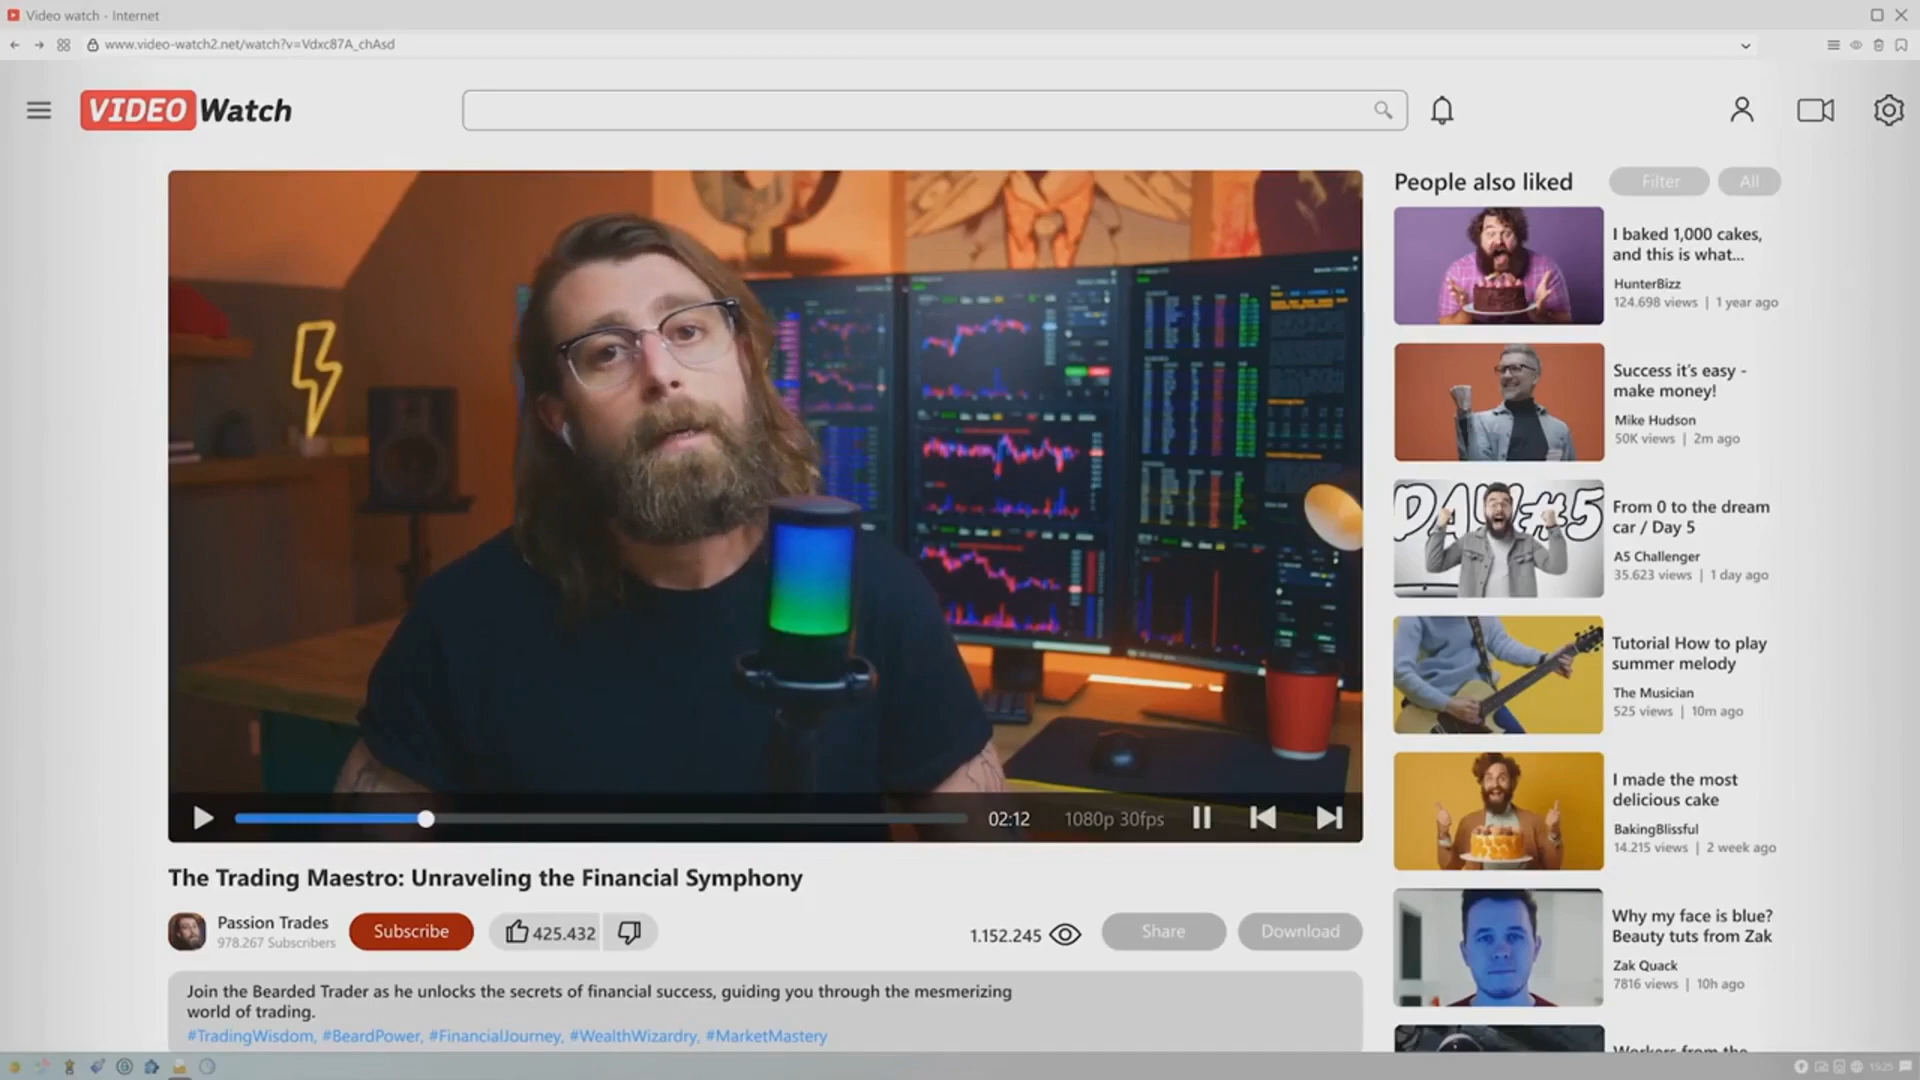 Video watch - Internet
www.video-watch2.net/watch?v=Vdxc87A_chAsd
VIDEO Watch
People also liked
Filter
All
I baked 1,000 cakes,
and this is what...
HunterBizz
124.698 views | 1 year ago
Success it's easy -
make money!
Mike Hudson
50K views | 2m ago
DAY#5
From 0 to the dream
car / Day 5
A5 Challenger
35.623 views | 1 day ago
Tutorial How to play
summer melody
The Musician
525 views | 10m ago
I made the most
delicious cake
BakingBlissful
14.215 views | 2 week ago
Why my face is blue?
Beauty tuts from Zak
Zak Quack
7816 views | 10h ago
Workers from the
02:12
1080p 30fps
The Trading Maestro: Unraveling the Financial Symphony
Passion Trades
978.267 Subscribers
Subscribe
425.432
1.152.245
Share
Download
Join the Bearded Trader as he unlocks the secrets of financial success, guiding you through the mesmerizing
world of trading.
#TradingWisdom, #BeardPower, #FinancialJourney, #WealthWizardry, #MarketMastery
15:25